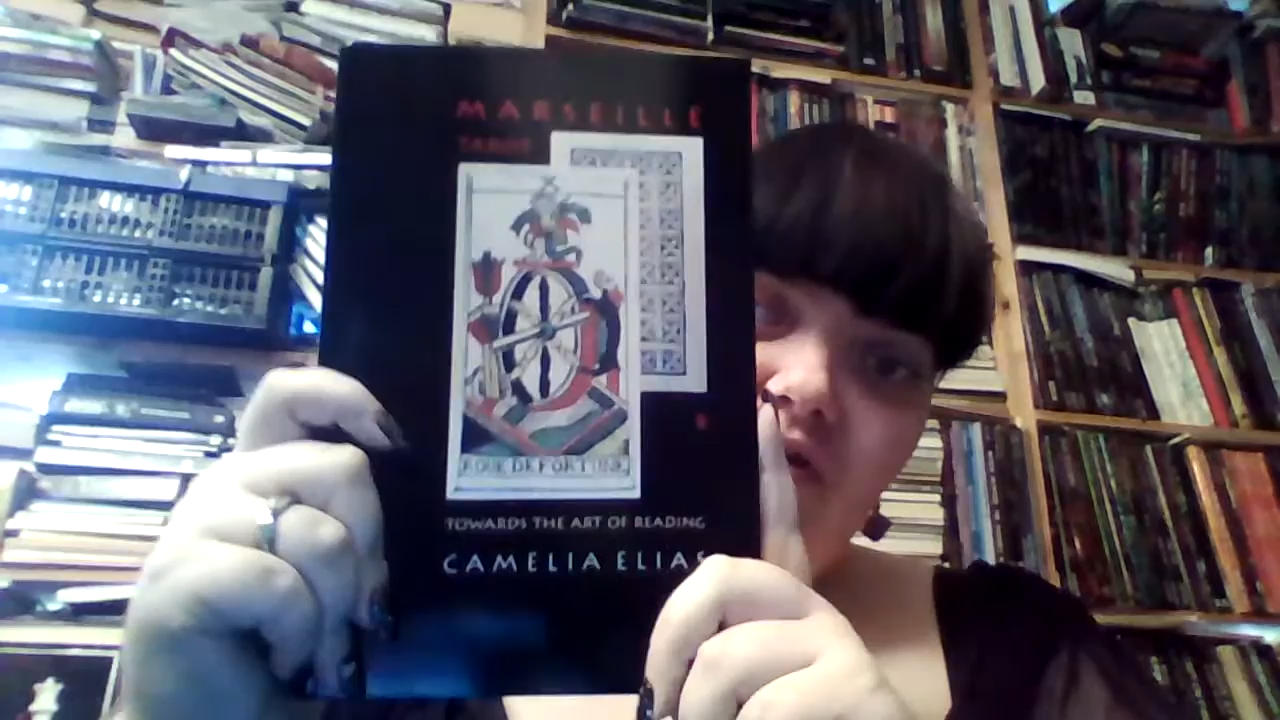 MARSEILLE
TAROT
TOWARDS THE ART OF READING
CAMELIA ELIAS